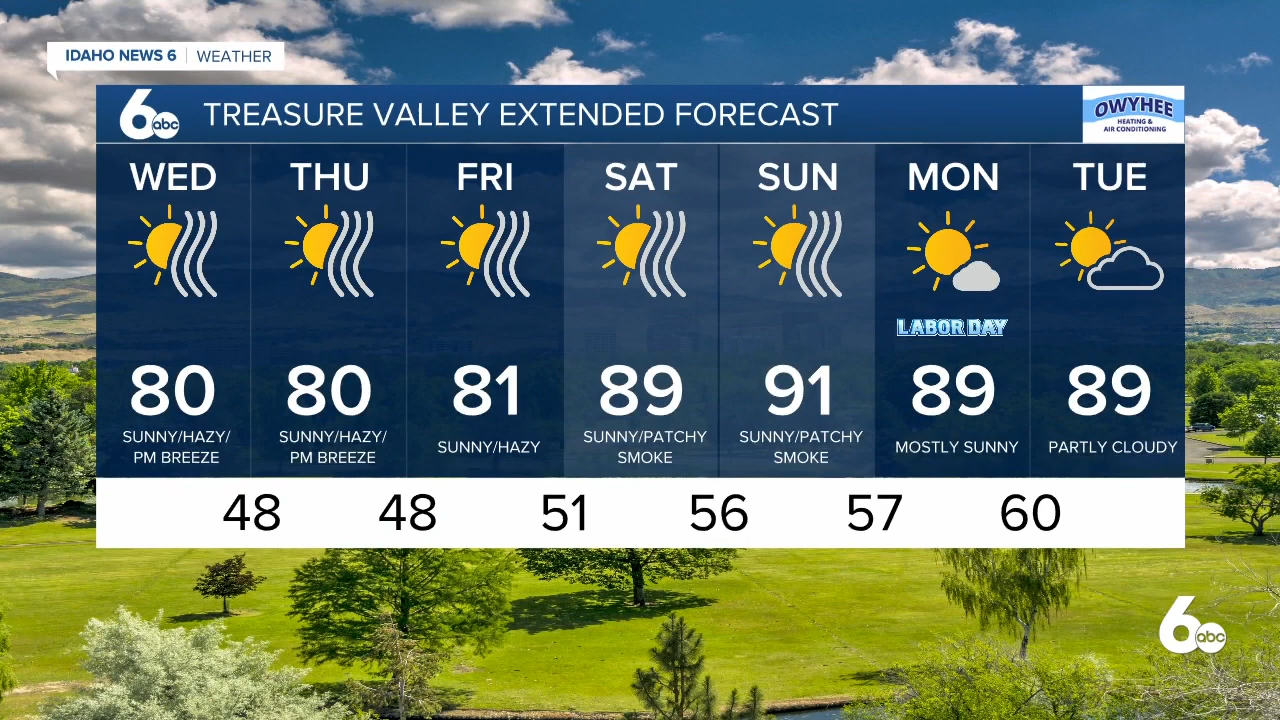 IDAHO NEWS 6 | WEATHER
6abc TREASURE VALLEY EXTENDED FORECAST
OWYHEE
HEATING &
AIR CONDITIONING
WED THU FRI SAT SUN MON TUE
LABOR DAY
80 80 81 89 91 89 89
SUNNY/HAZY/
PM BREEZE
SUNNY/HAZY/
PM BREEZE
SUNNY/HAZY
SUNNY/PATCHY
SMOKE
SUNNY/PATCHY
SMOKE
MOSTLY SUNNY
PARTLY CLOUDY
48 48 51 56 57 60
6abc